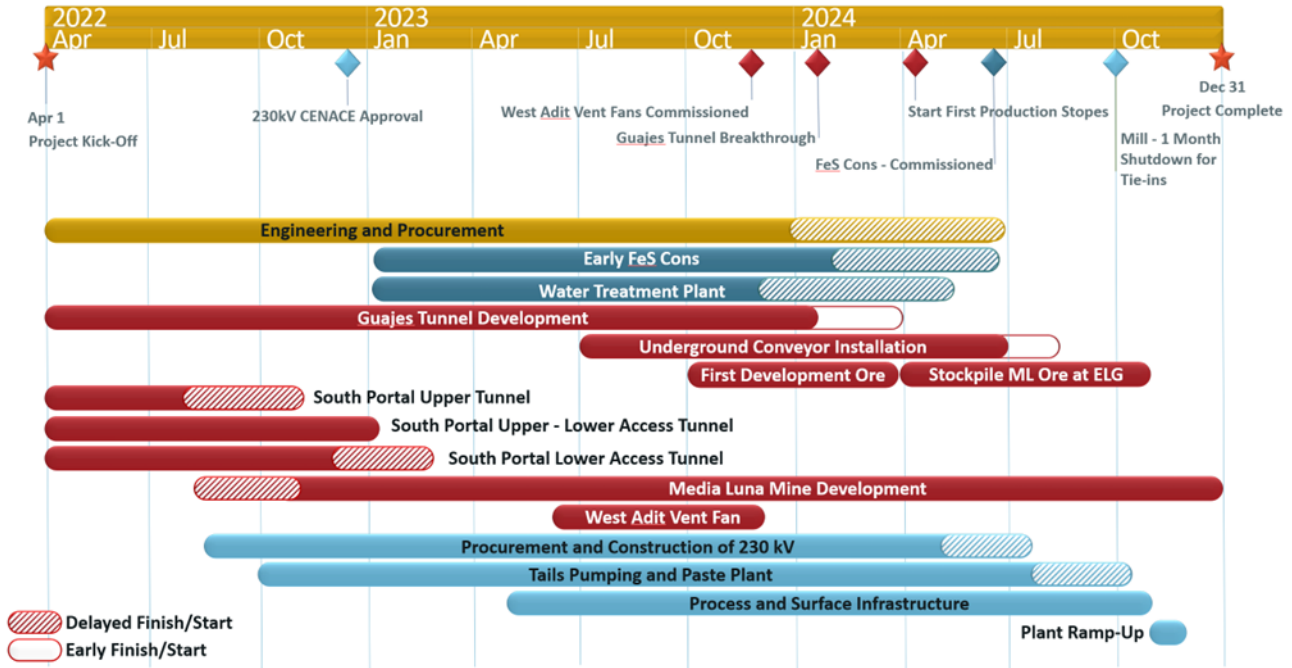 2022 2023 2024
Apr Jul Oct Jan Apr Jul Oct Jan Apr Jul Oct
Apr 1
Project Kick-Off
230kV CENACE Approval
West Adit Vent Fans Commissioned
Guajes Tunnel Breakthrough
Start First Production Stopes
FeS Cons - Commissioned
Mill - 1 Month
Shutdown for
Tie-ins
Dec 31
Project Complete
Engineering and Procurement
Early FeS Cons
Water Treatment Plant
Guajes Tunnel Development
Underground Conveyor Installation
First Development Ore
Stockpile ML Ore at ELG
South Portal Upper Tunnel
South Portal Upper - Lower Access Tunnel
South Portal Lower Access Tunnel
Media Luna Mine Development
West Adit Vent Fan
Procurement and Construction of 230 kV
Tails Pumping and Paste Plant
Process and Surface Infrastructure
Plant Ramp-Up
Delayed Finish/Start
Early Finish/Start